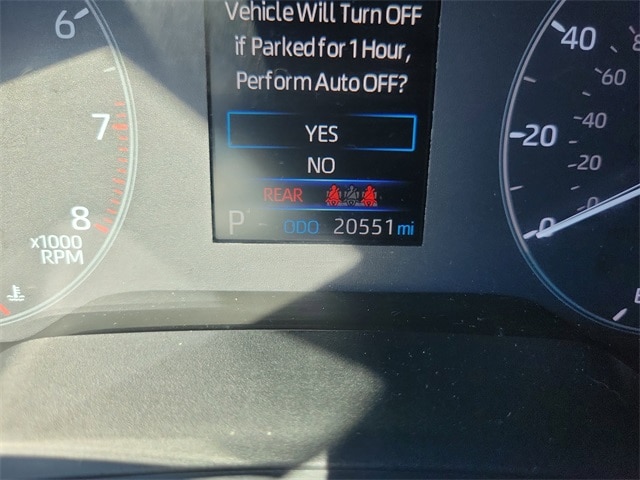 Vehicle Will Turn OFF
if Parked for 1 Hour,
Perform Auto OFF?
YES
NO
REAR
P ODO 20551 mi
6
7
8
x1000
RPM
40
20
0
60
40
20
0